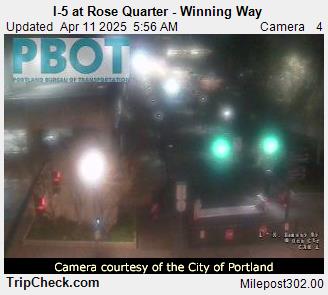 I-5 at Rose Quarter - Winning Way
Updated Apr 11 2025 5:56 AM Camera 4
PBOT
PORTLAND BUREAU OF TRANSPORTATION
Camera courtesy of the City of Portland
TripCheck.com Milepost302.00